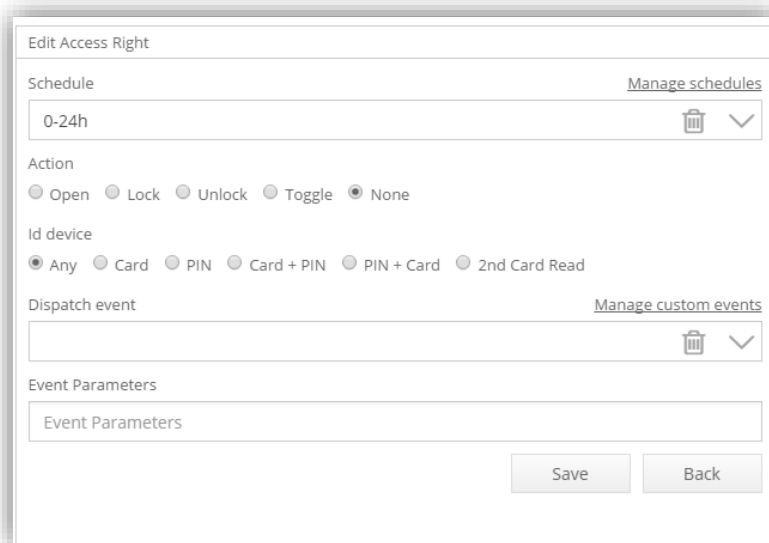 Edit Access Right
Schedule Manage schedules
0-24h
Action
Open Lock Unlock Toggle None
Id device
Any Card PIN Card + PIN PIN + Card 2nd Card Read
Dispatch event Manage custom events
Event Parameters
Event Parameters
Save Back